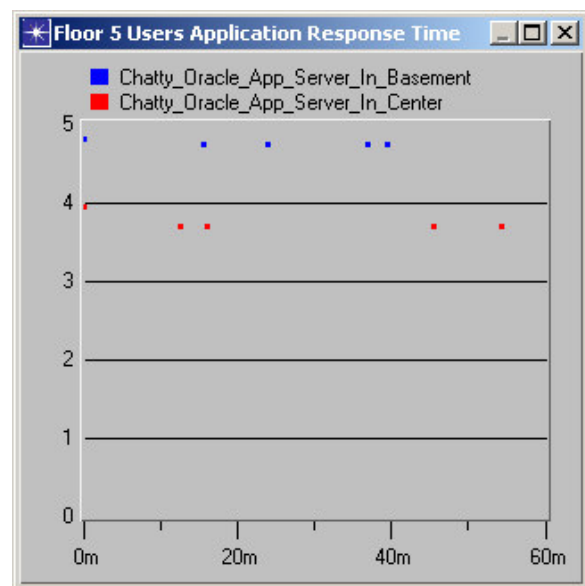 Floor 5 Users Application Response Time
Chatty_Oracle_App_Server_In_Basement
Chatty_Oracle_App_Server_In_Center
5
4
3
2
1
0
0m 20m 40m 60m